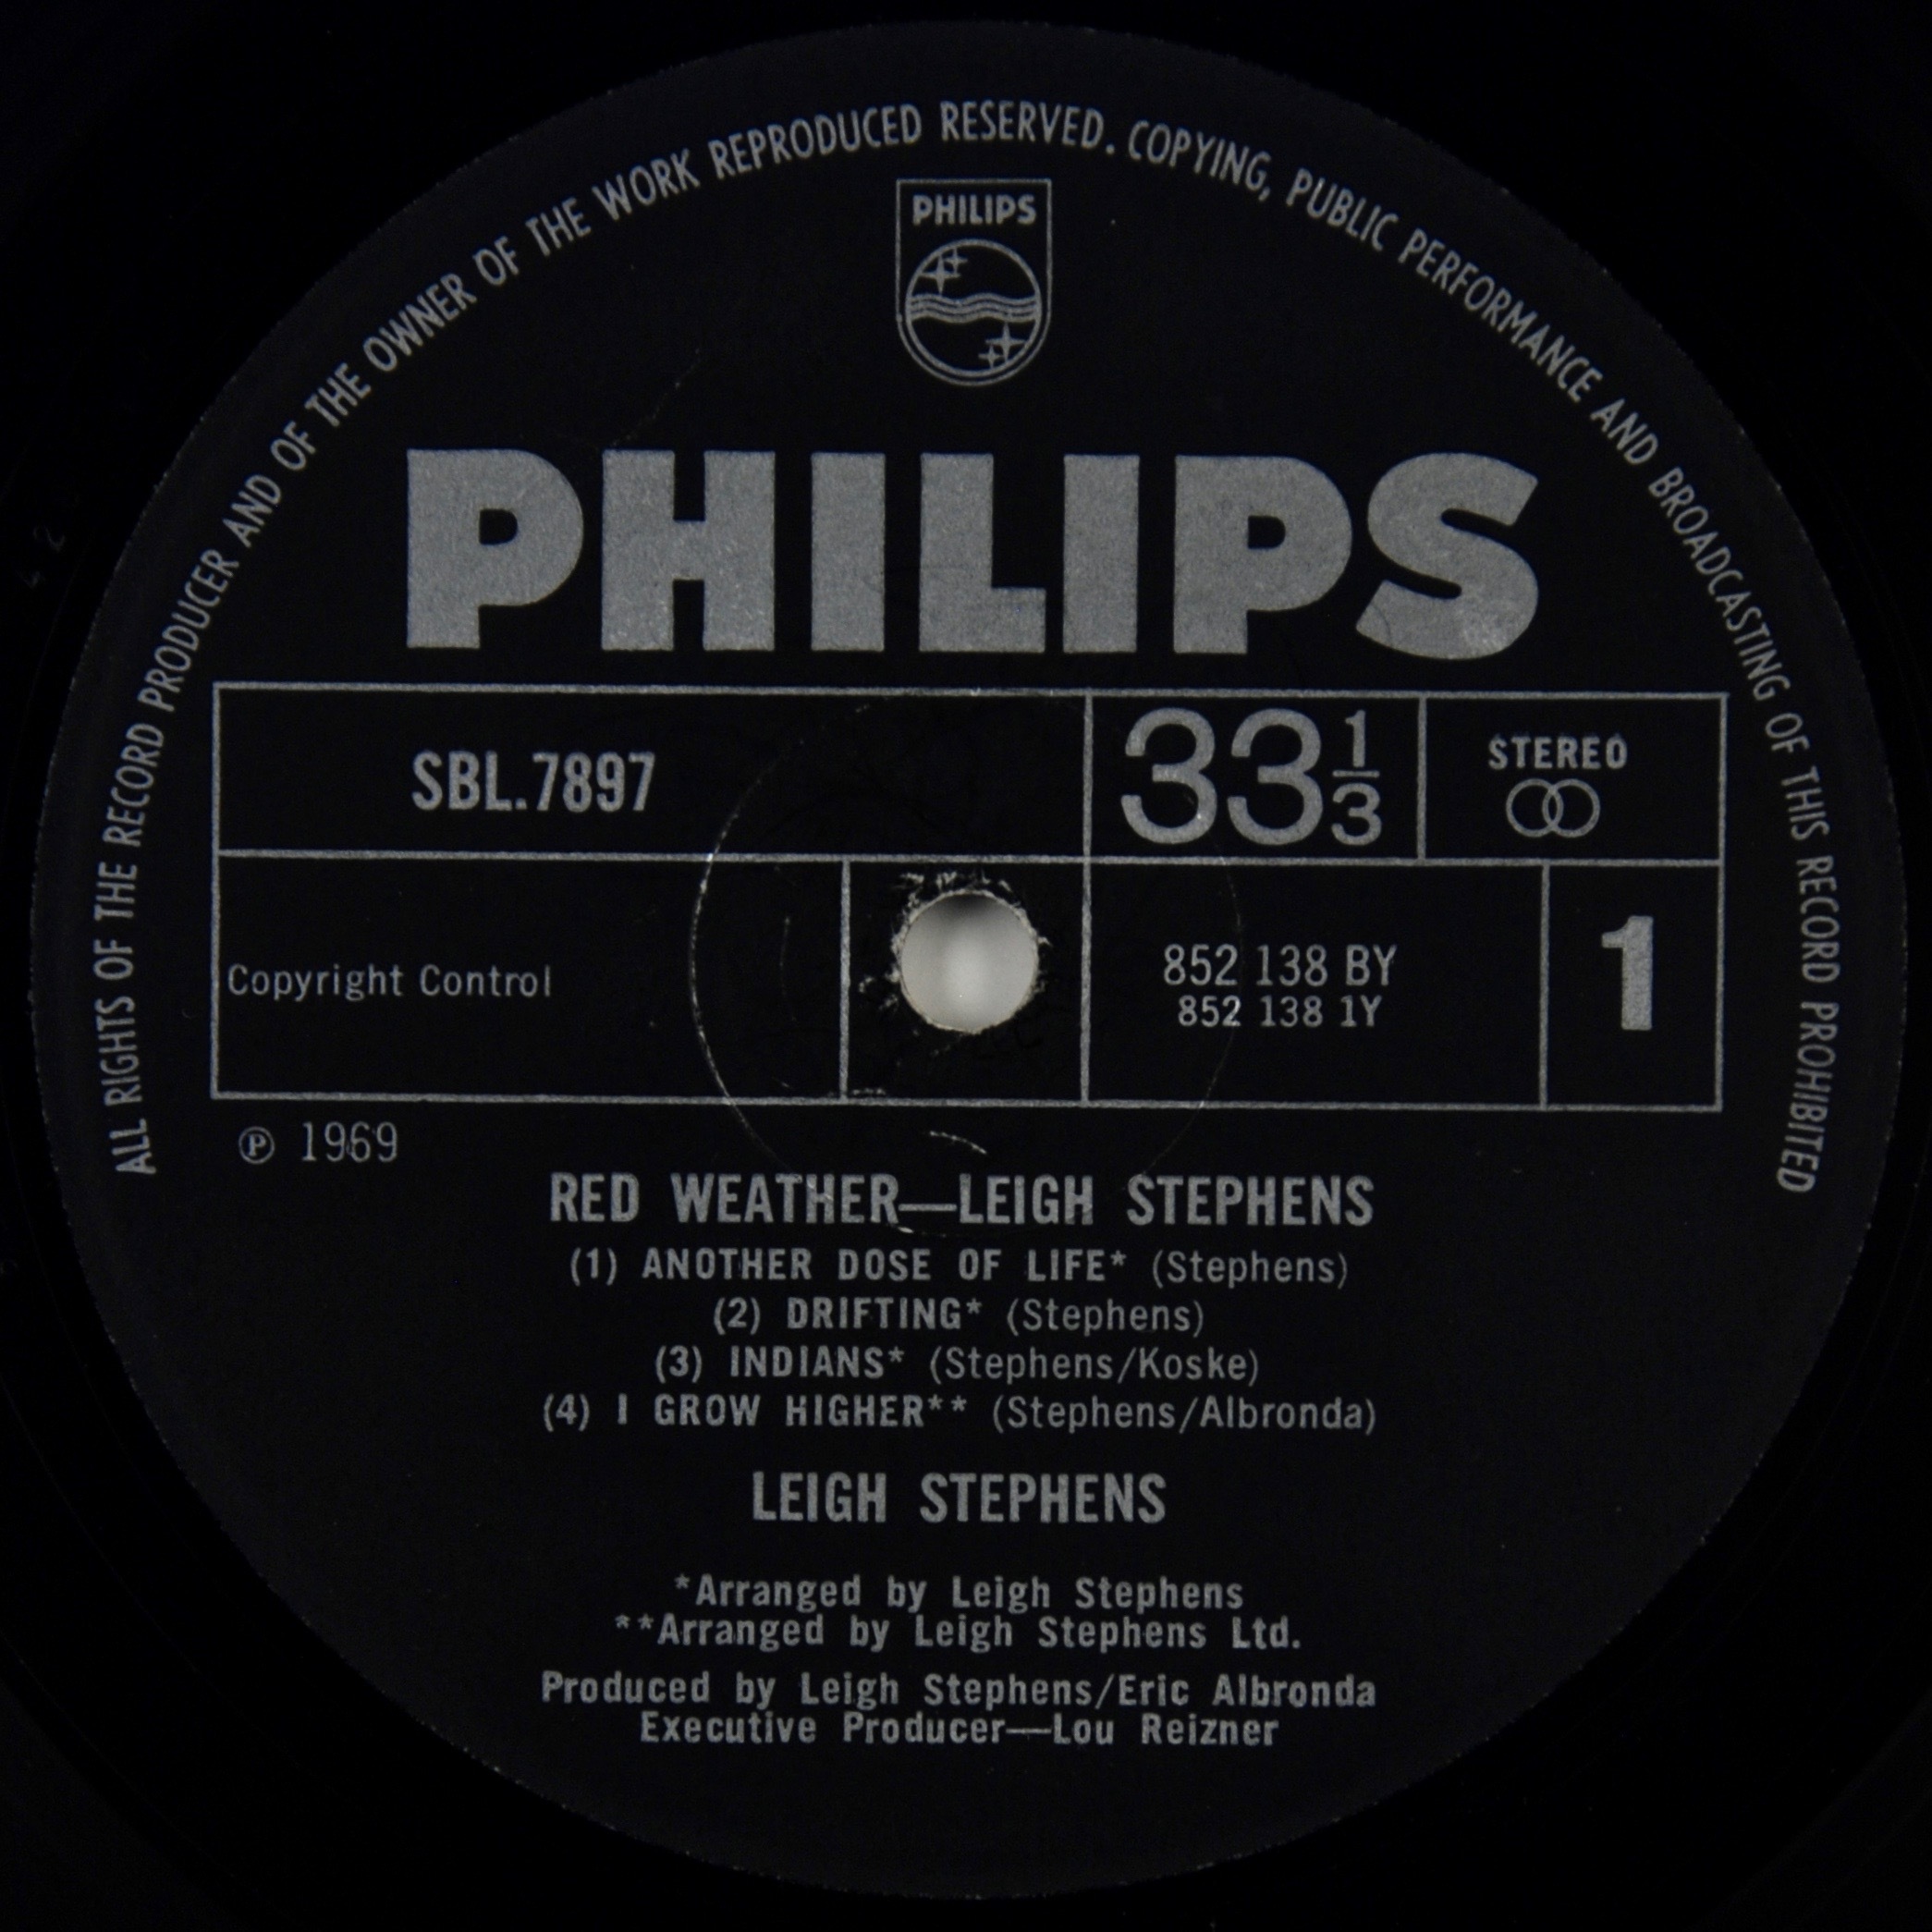 ALL RIGHTS OF THE RECORD PRODUCER AND OF THE OWNER OF THE WORK REPRODUCED RESERVED. COPYING, PUBLIC PERFORMANCE AND BROADCASTING OF THIS RECORD PROHIBITED
PHILIPS
PHILIPS
SBL.7897
33 1/3
STEREO
Copyright Control
852 138 BY
852 138 1Y
1
℗ 1969
RED WEATHER—LEIGH STEPHENS
(1) ANOTHER DOSE OF LIFE* (Stephens)
(2) DRIFTING* (Stephens)
(3) INDIANS* (Stephens/Koske)
(4) I GROW HIGHER** (Stephens/Albronda)
LEIGH STEPHENS
*Arranged by Leigh Stephens
**Arranged by Leigh Stephens Ltd.
Produced by Leigh Stephens/Eric Albronda
Executive Producer—Lou Reizner